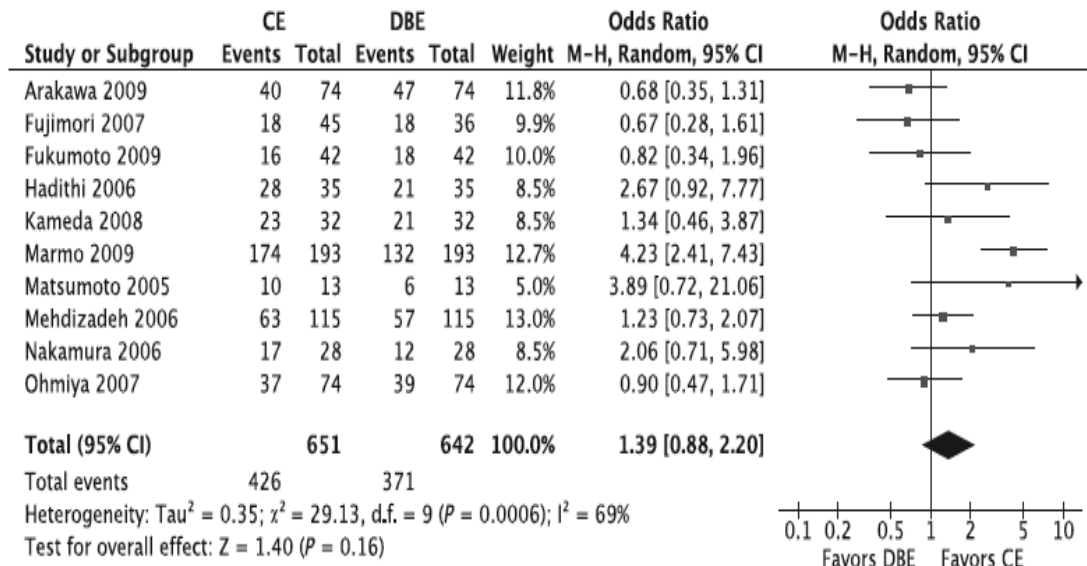 CE DBE Odds Ratio Odds Ratio
Study or Subgroup Events Total Events Total Weight M-H, Random, 95% CI M-H, Random, 95% CI
Arakawa 2009 40 74 47 74 11.8% 0.68 [0.35, 1.31]
Fujimori 2007 18 45 18 36 9.9% 0.67 [0.28, 1.61]
Fukumoto 2009 16 42 18 42 10.0% 0.82 [0.34, 1.96]
Hadithi 2006 28 35 21 35 8.5% 2.67 [0.92, 7.77]
Kameda 2008 23 32 21 32 8.5% 1.34 [0.46, 3.87]
Marmo 2009 174 193 132 193 12.7% 4.23 [2.41, 7.43]
Matsumoto 2005 10 13 6 13 5.0% 3.89 [0.72, 21.06]
Mehdizadeh 2006 63 115 57 115 13.0% 1.23 [0.73, 2.07]
Nakamura 2006 17 28 12 28 8.5% 2.06 [0.71, 5.98]
Ohmiya 2007 37 74 39 74 12.0% 0.90 [0.47, 1.71]
Total (95% CI) 651 642 100.0% 1.39 [0.88, 2.20]
Total events 426 371
Heterogeneity: Tau² = 0.35; χ² = 29.13, d.f. = 9 (P = 0.0006); I² = 69%
Test for overall effect: Z = 1.40 (P = 0.16)
0.1 0.2 0.5 1 2 5 10
Favors DBE Favors CE